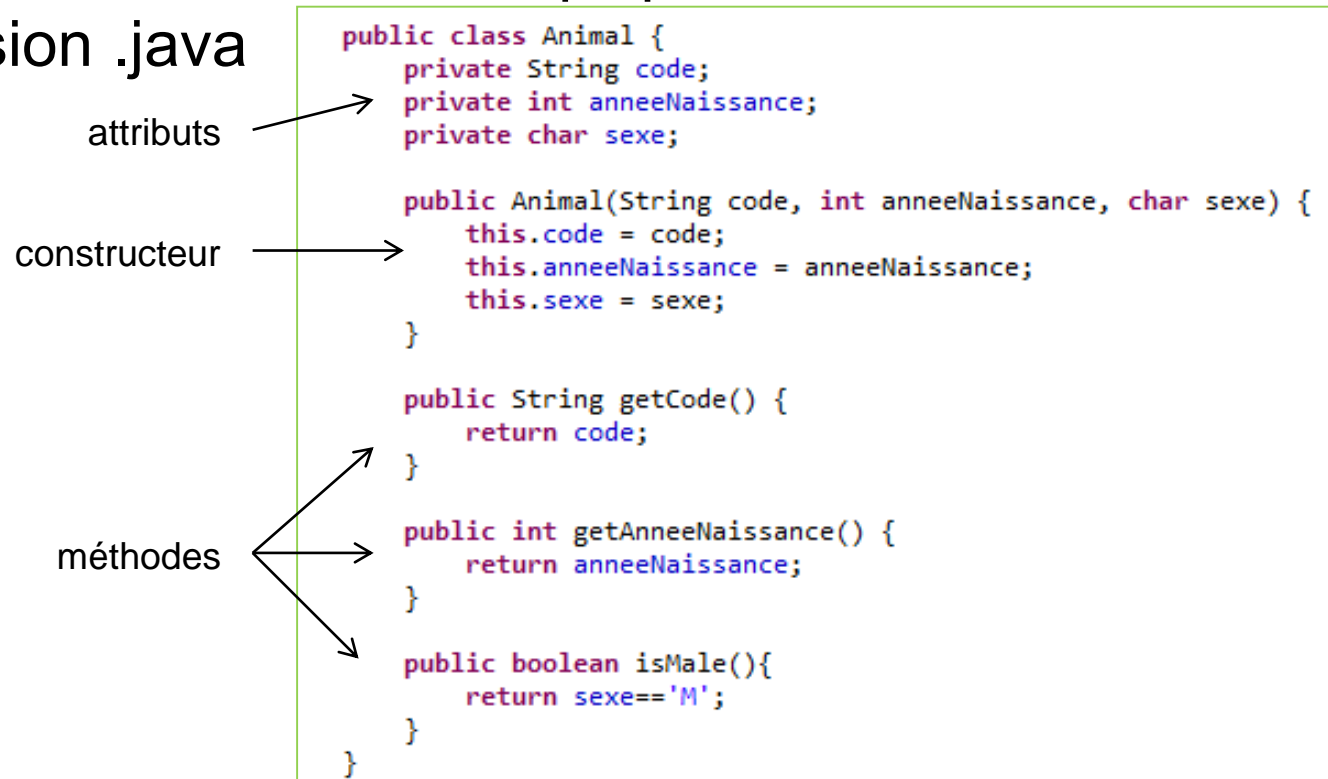 sion .java
attributs
constructeur
méthodes
public class Animal {
private String code;
private int anneeNaissance;
private char sexe;
public Animal(String code, int anneeNaissance, char sexe) {
this.code = code;
this.anneeNaissance = anneeNaissance;
this.sexe = sexe;
}
public String getCode() {
return code;
}
public int getAnneeNaissance() {
return anneeNaissance;
}
public boolean isMale(){
return sexe=='M';
}
}